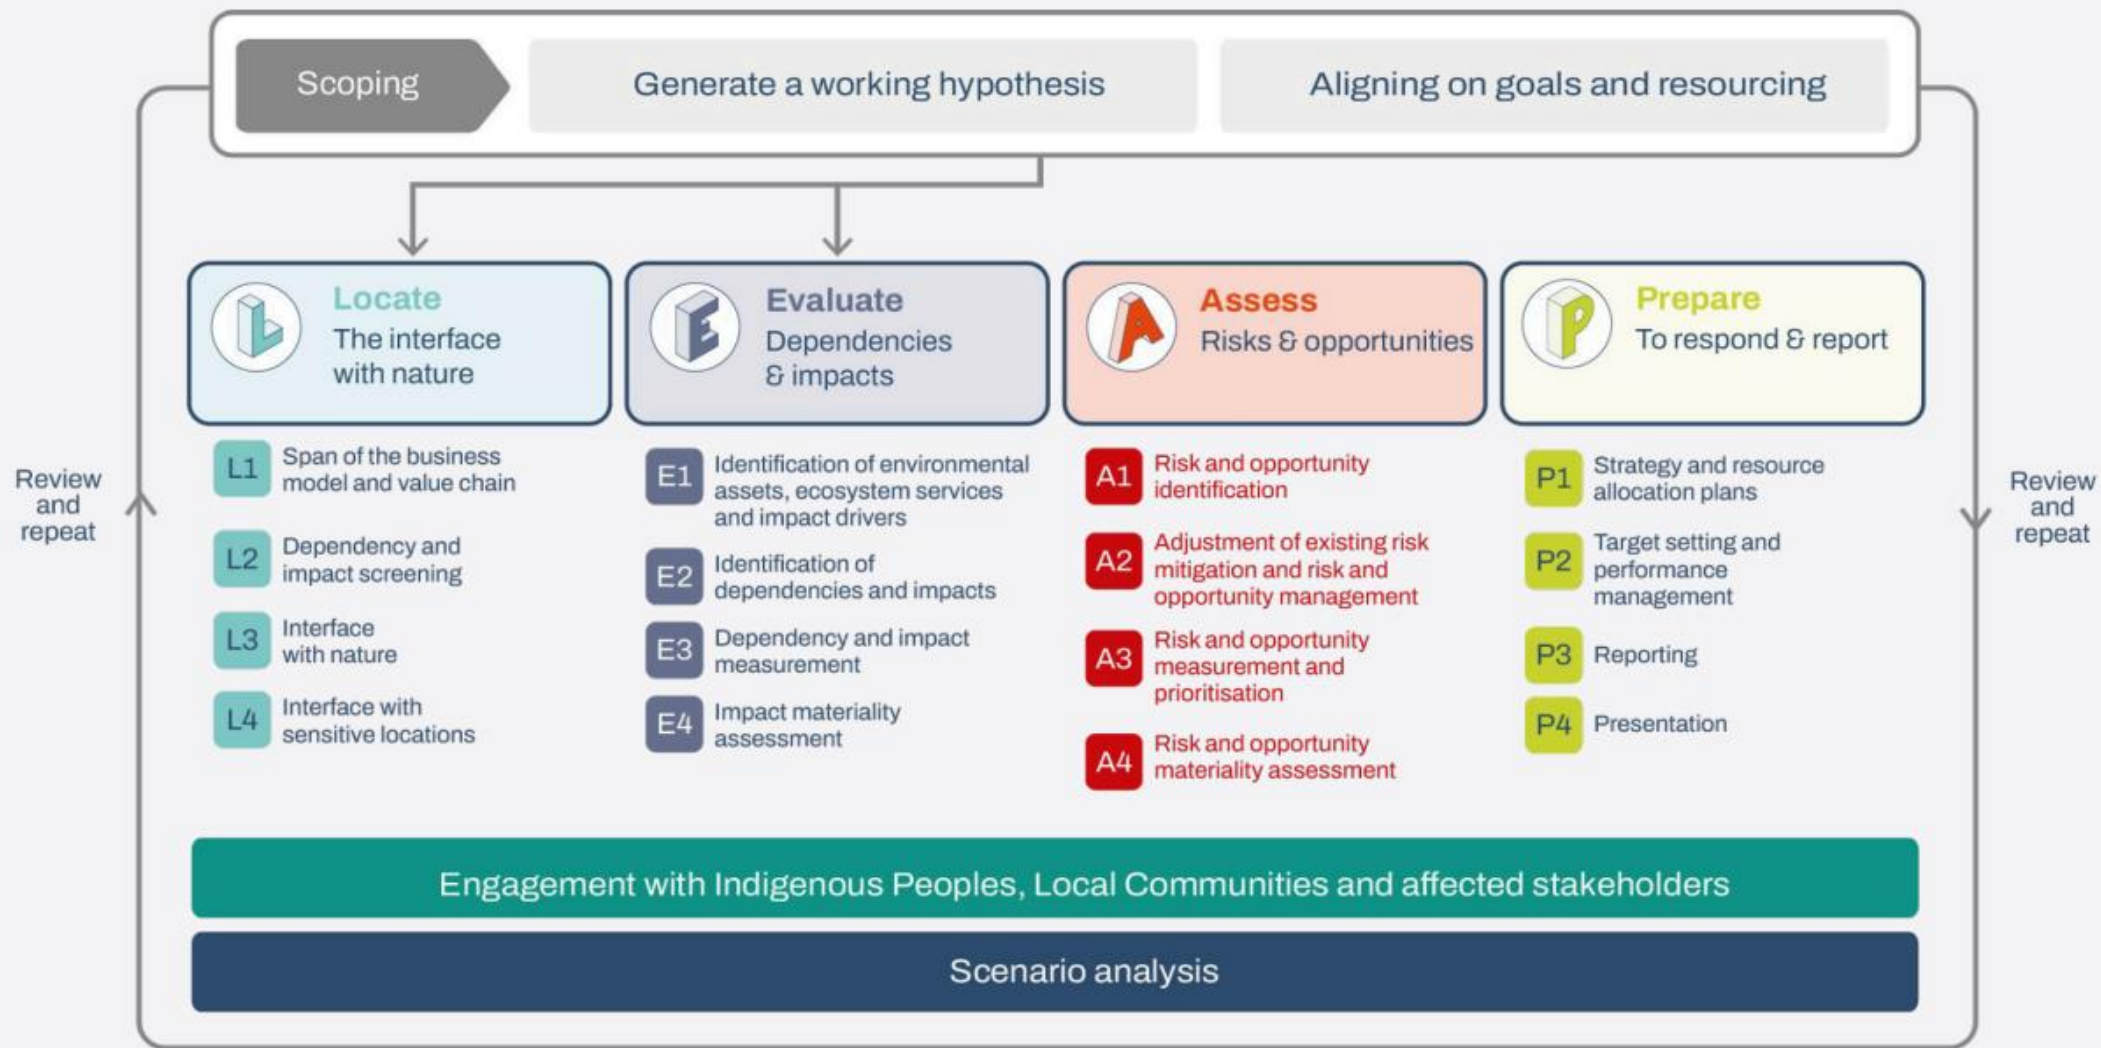 Scoping
Generate a working hypothesis
Aligning on goals and resourcing
Review
and
repeat
L
Locate
The interface
with nature
L1
Span of the business
model and value chain
L2
Dependency and
impact screening
L3
Interface
with nature
L4
Interface with
sensitive locations
E
Evaluate
Dependencies
& impacts
E1
Identification of environmental
assets, ecosystem services
and impact drivers
E2
Identification of
dependencies and impacts
E3
Dependency and impact
measurement
E4
Impact materiality
assessment
A
Assess
Risks & opportunities
A1
Risk and opportunity
identification
A2
Adjustment of existing risk
mitigation and risk and
opportunity management
A3
Risk and opportunity
measurement and
prioritisation
A4
Risk and opportunity
materiality assessment
P
Prepare
To respond & report
P1
Strategy and resource
allocation plans
P2
Target setting and
performance
management
P3
Reporting
P4
Presentation
Review
and
repeat
Engagement with Indigenous Peoples, Local Communities and affected stakeholders
Scenario analysis